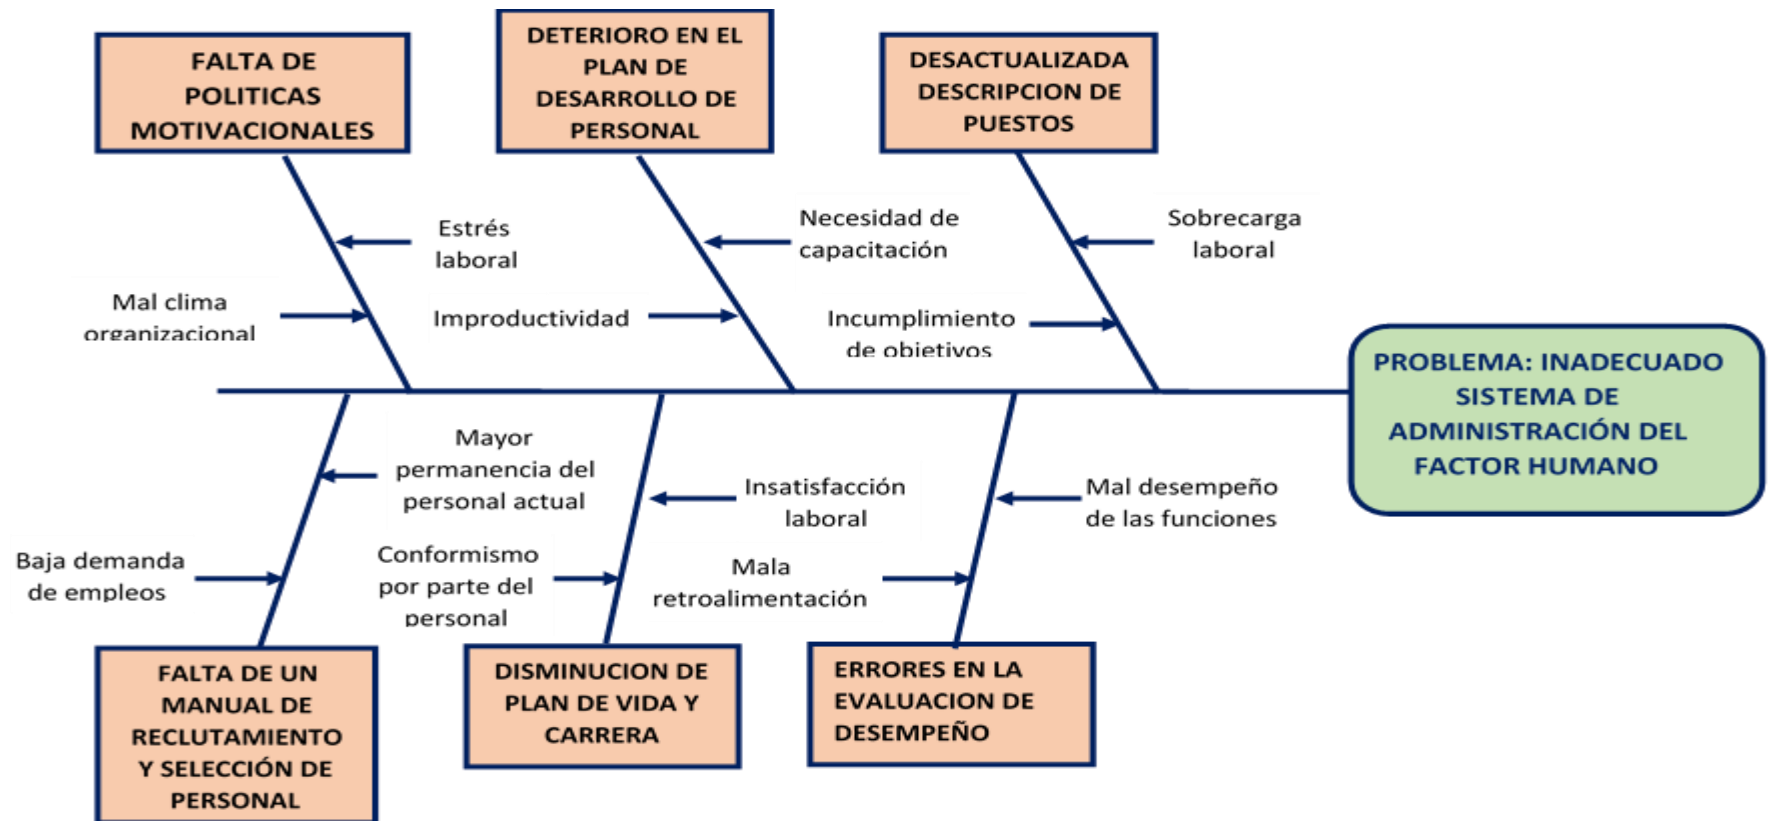 FALTA DE
POLITICAS
MOTIVACIONALES
DETERIORO EN EL
PLAN DE
DESARROLLO DE
PERSONAL
DESACTUALIZADA
DESCRIPCION DE
PUESTOS
Estrés
laboral
Mal clima
organizacional
Necesidad de
capacitación
Improductividad
Sobrecarga
laboral
Incumplimiento
de objetivos
PROBLEMA: INADECUADO
SISTEMA DE
ADMINISTRACIÓN DEL
FACTOR HUMANO
Mayor
permanencia del
personal actual
Baja demanda
de empleos
Insatisfacción
laboral
Conformismo
por parte del
personal
Mal desempeño
de las funciones
Mala
retroalimentación
FALTA DE UN
MANUAL DE
RECLUTAMIENTO
Y SELECCIÓN DE
PERSONAL
DISMINUCION DE
PLAN DE VIDA Y
CARRERA
ERRORES EN LA
EVALUACION DE
DESEMPEÑO